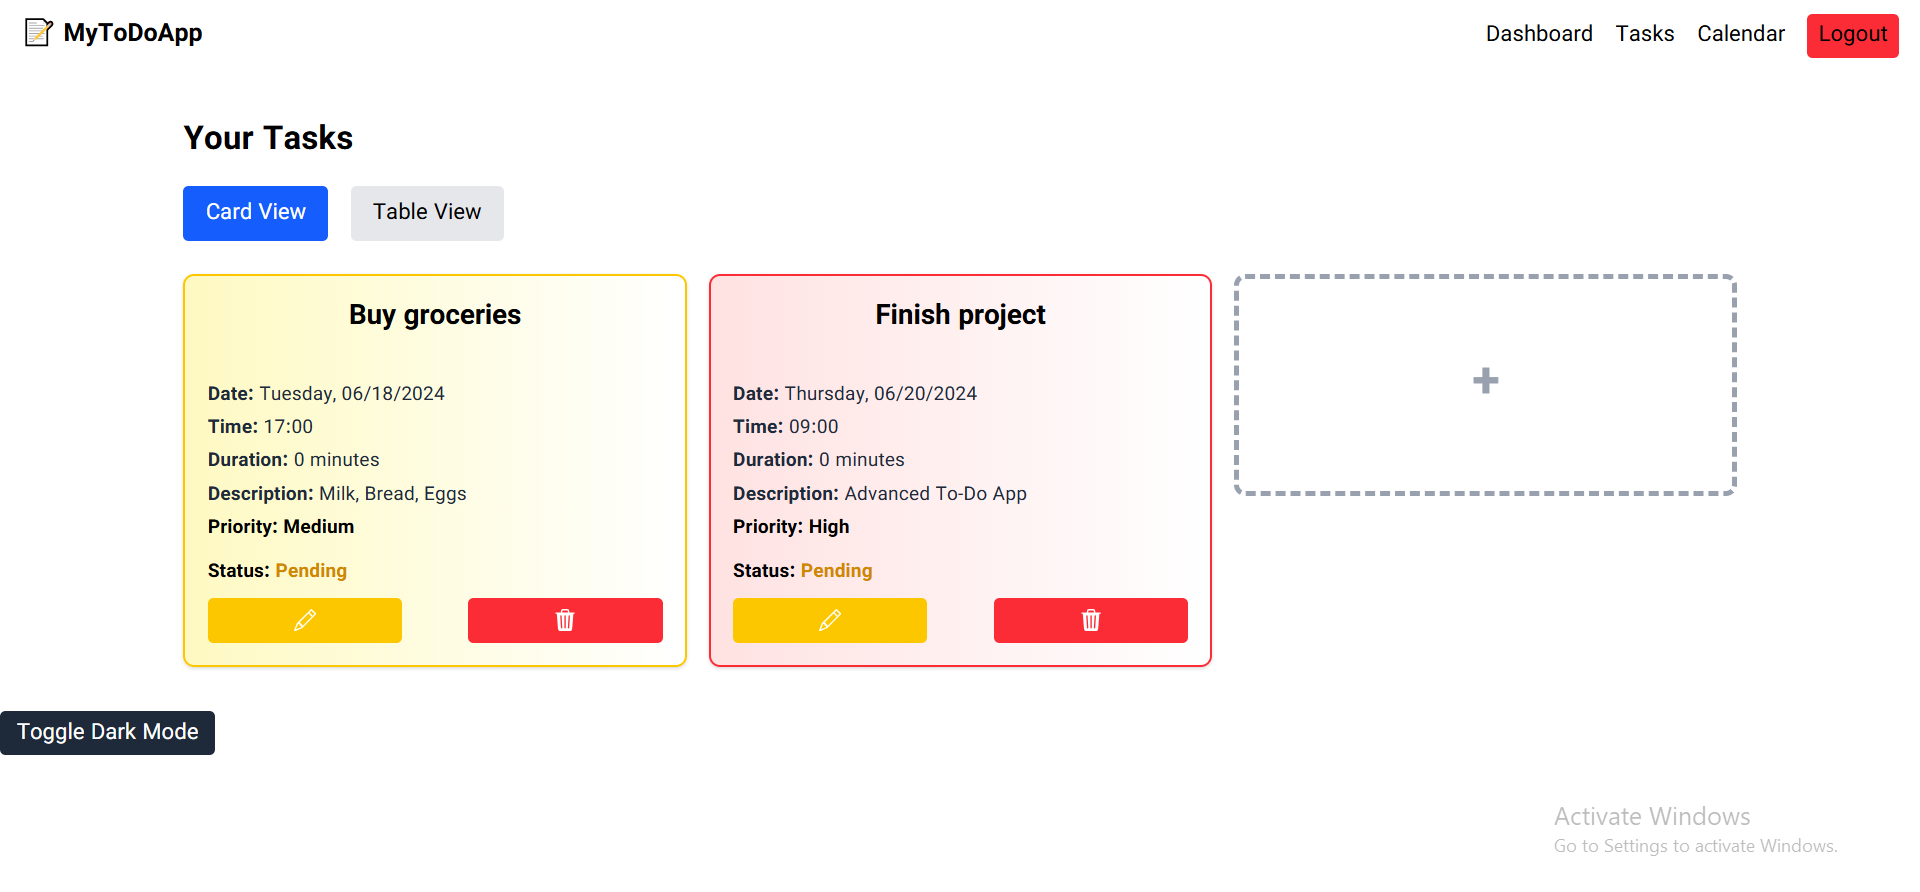 MyToDoApp
Dashboard Tasks Calendar Logout
Your Tasks
Card View Table View
Buy groceries
Date: Tuesday, 06/18/2024
Time: 17:00
Duration: 0 minutes
Description: Milk, Bread, Eggs
Priority: Medium
Status: Pending
Finish project
Date: Thursday, 06/20/2024
Time: 09:00
Duration: 0 minutes
Description: Advanced To-Do App
Priority: High
Status: Pending
Toggle Dark Mode
Activate Windows
Go to Settings to activate Windows.